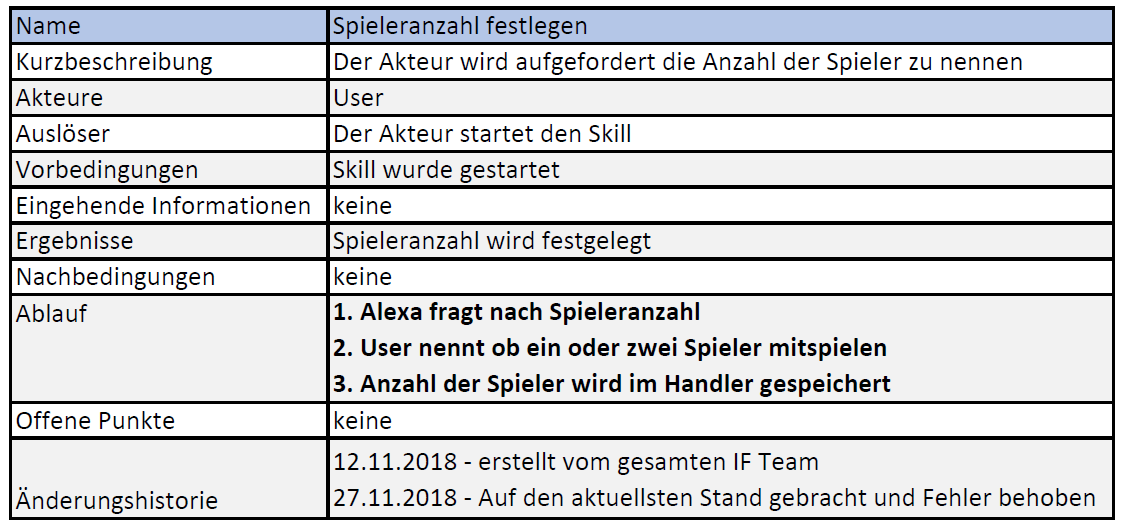 Name Spieleranzahl festlegen
Kurzbeschreibung Der Akteur wird aufgefordert die Anzahl der Spieler zu nennen
Akteure User
Auslöser Der Akteur startet den Skill
Vorbedingungen Skill wurde gestartet
Eingehende Informationen keine
Ergebnisse Spieleranzahl wird festgelegt
Nachbedingungen keine
Ablauf 1. Alexa fragt nach Spieleranzahl
2. User nennt ob ein oder zwei Spieler mitspielen
3. Anzahl der Spieler wird im Handler gespeichert
Offene Punkte keine
12.11.2018 - erstellt vom gesamten IF Team
Änderungshistorie 27.11.2018 - Auf den aktuellsten Stand gebracht und Fehler behoben